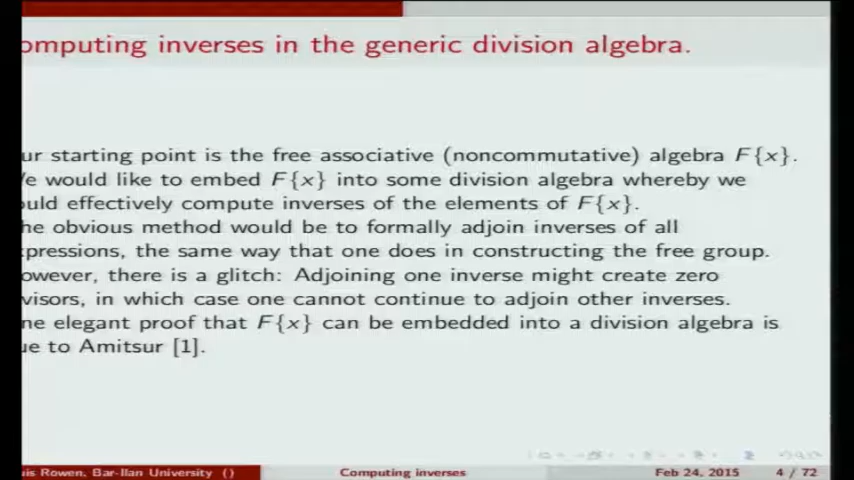 omputing inverses in the generic division algebra.
ur starting point is the free associative (noncommutative) algebra F{x}.
e would like to embed F{x} into some division algebra whereby we
uld effectively compute inverses of the elements of F{x}.
he obvious method would be to formally adjoin inverses of all
pressions, the same way that one does in constructing the free group.
owever, there is a glitch: Adjoining one inverse might create zero
visors, in which case one cannot continue to adjoin other inverses.
ne elegant proof that F{x} can be embedded into a division algebra is
ue to Amitsur [1].
uis Rowen, Bar-Ilan University () Computing inverses Feb 24, 2015 4 / 72